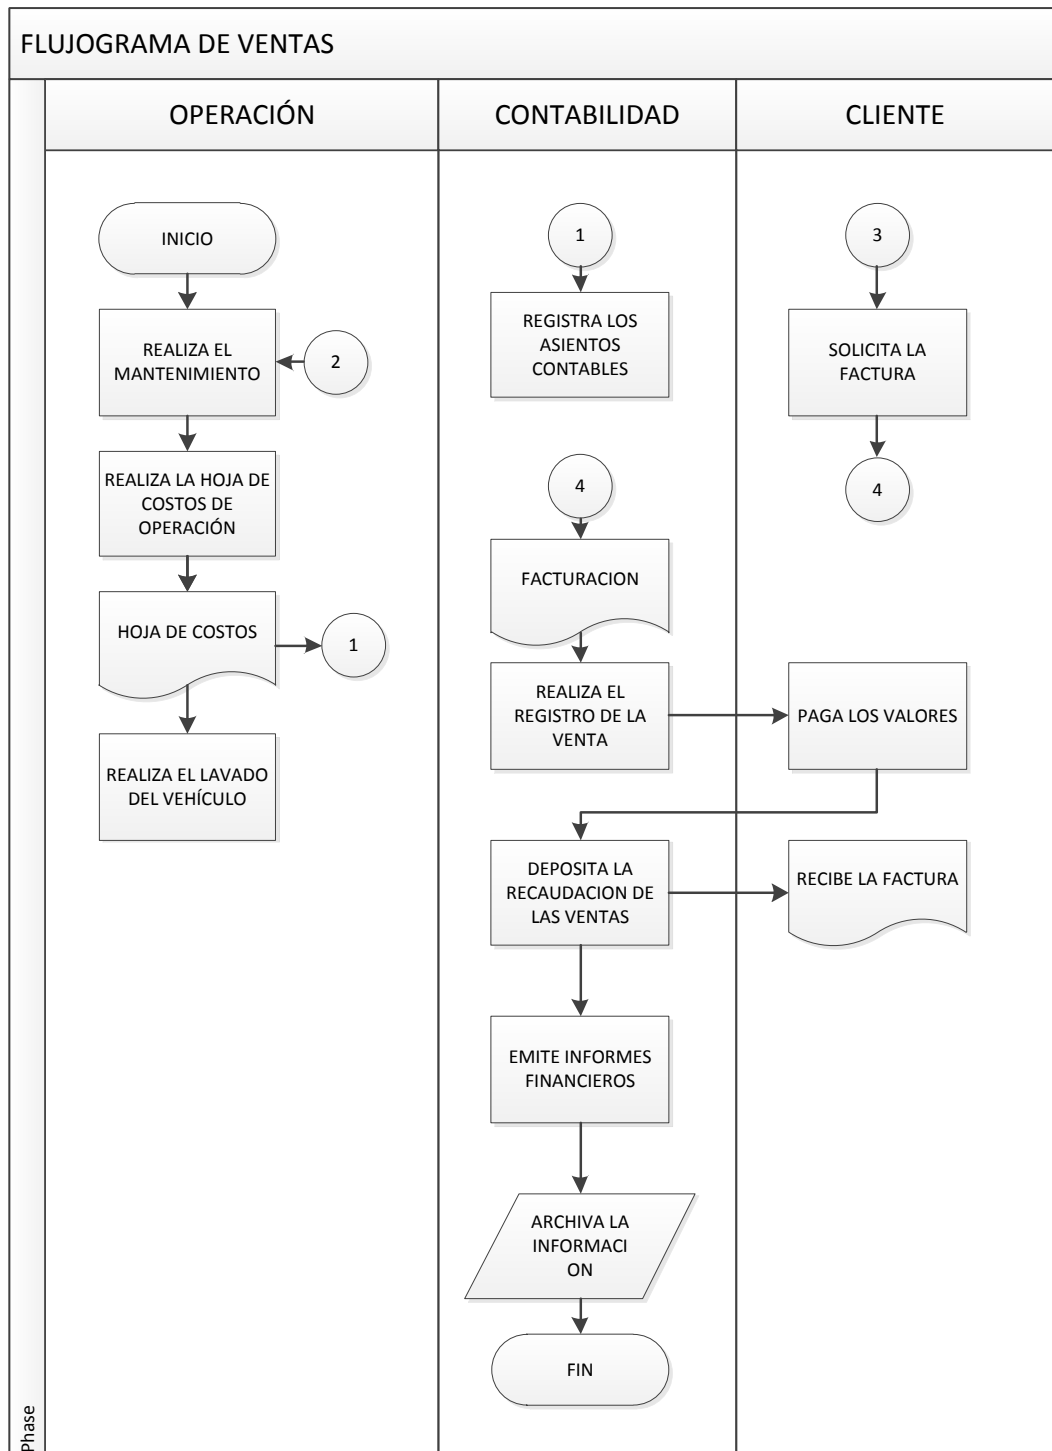 FLUJOGRAMA DE VENTAS
OPERACIÓN
CONTABILIDAD
CLIENTE
INICIO
REALIZA EL
MANTENIMIENTO
2
REALIZA LA HOJA DE
COSTOS DE
OPERACIÓN
HOJA DE COSTOS
1
REALIZA EL LAVADO
DEL VEHÍCULO
1
REGISTRA LOS
ASIENTOS
CONTABLES
4
FACTURACION
REALIZA EL
REGISTRO DE LA
VENTA
DEPOSITA LA
RECAUDACION DE
LAS VENTAS
EMITE INFORMES
FINANCIEROS
ARCHIVA LA
INFORMACI
ON
FIN
3
SOLICITA LA
FACTURA
4
PAGA LOS VALORES
RECIBE LA FACTURA
Phase